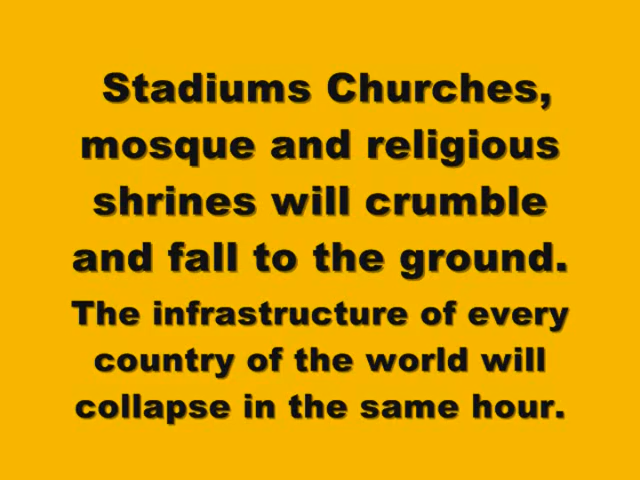 Stadiums Churches,
mosque and religious
shrines will crumble
and fall to the ground.
The infrastructure of every
country of the world will
collapse in the same hour.